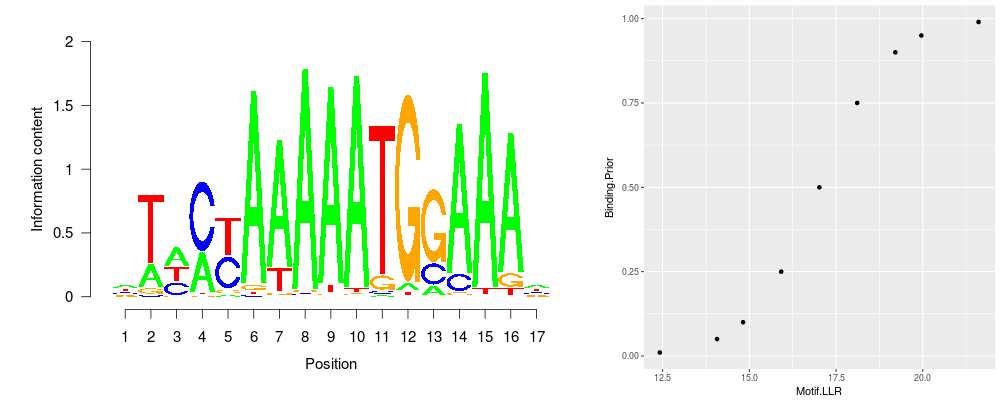 Information content
2
1.5
1
0.5
0
T A C T A A A A A T G G A A A
A T A C T G C C G
C A
1 2 3 4 5 6 7 8 9 10 11 12 13 14 15 16 17
Position
Binding.Prior
1.00
0.75
0.50
0.25
0.00
12.5 15.0 17.5 20.0
Motif.LLR